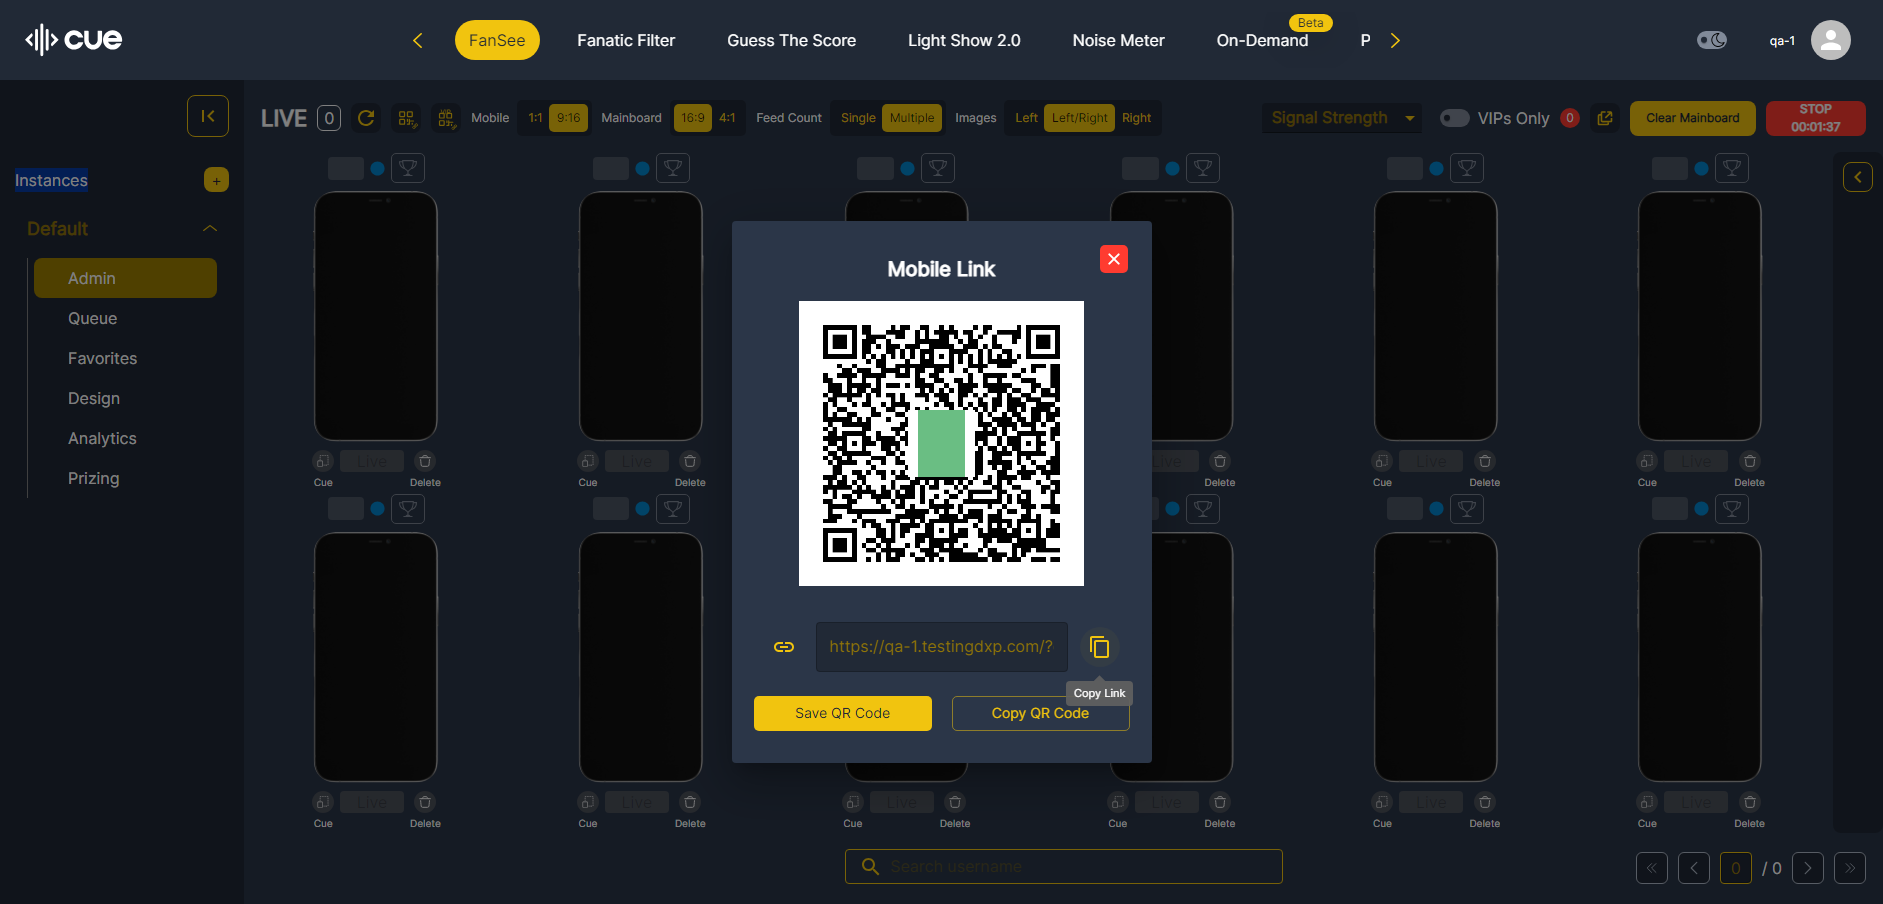 cue
FanSee
Fanatic Filter
Guess The Score
Light Show 2.0
Noise Meter
On-Demand
Beta
P
qa-1
LIVE 0
Mobile 1:1 9:16
Mainboard 16:9 4:1
Feed Count Single Multiple
Images Left Left/Right Right
Signal Strength
VIPs Only 0
Clear Mainboard
STOP
00:01:37
Instances
+
Default
Admin
Queue
Favorites
Design
Analytics
Prizing
Mobile Link
https://qa-1.testingdxp.com/?
Copy Link
Save QR Code
Copy QR Code
Live Live Live Live Live
Cue Delete Cue Delete Delete Cue Delete Cue Delete
Live Live Live Live Live Live
Cue Delete Cue Delete Cue Delete Cue Delete Cue Delete Cue Delete
Search username
0 / 0